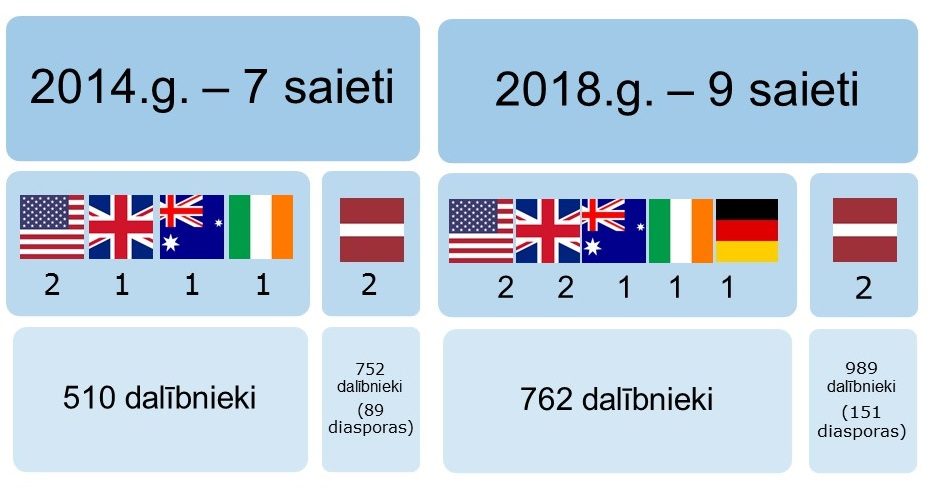 2014.g. – 7 saieti
2018.g. – 9 saieti
2 1 1 1
2
2 2 1 1 1
2
510 dalībnieki
752
dalībnieki
(89
diasporas)
762 dalībnieki
989
dalībnieki
(151
diasporas)